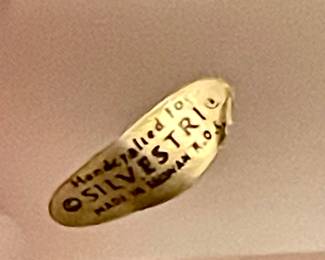 Handcrafted for
© SILVESTRI ®
MADE IN TAIWAN R.O.C.